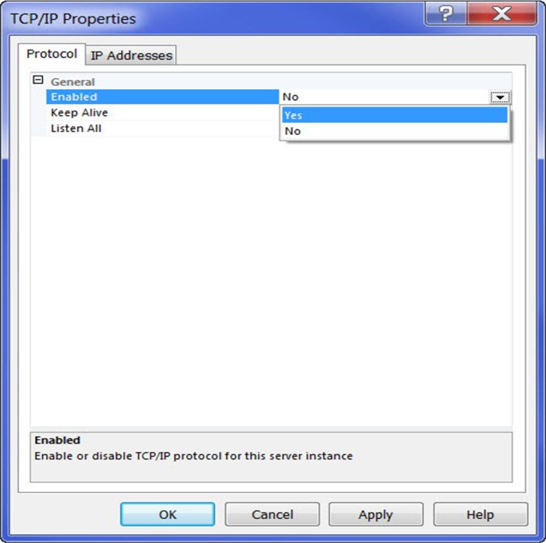 TCP/IP Properties
?
X
Protocol
IP Addresses
General
Enabled No
Keep Alive Yes
Listen All No
Enabled
Enable or disable TCP/IP protocol for this server instance
OK Cancel Apply Help